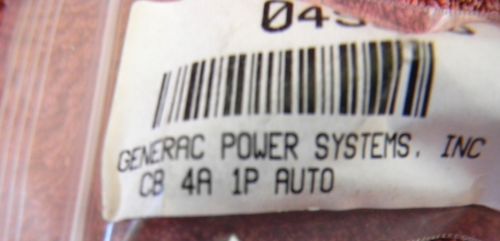 GENERAC POWER SYSTEMS, INC
CB 4A 1P AUTO